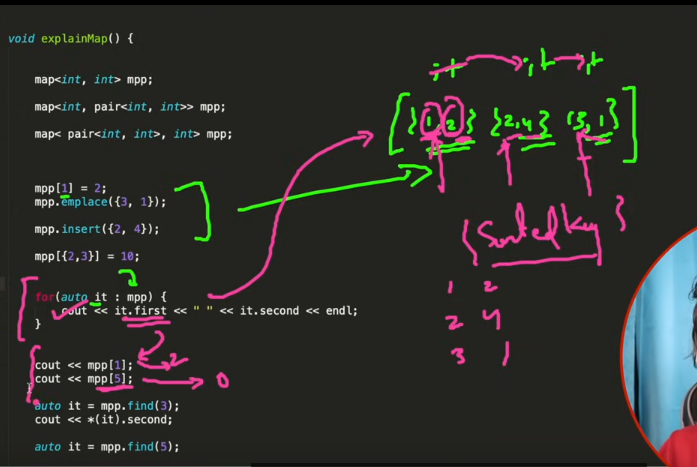 void explainMap() {
map<int, int> mpp;
map<int, pair<int, int>> mpp;
map< pair<int, int>, int> mpp;
mpp[1] = 2;
mpp.emplace({3, 1});
mpp.insert({2, 4});
mpp[{2,3}] = 10;
for(auto it : mpp) {
cout << it.first << " " << it.second << endl;
}
cout << mpp[1];
cout << mpp[5];
auto it = mpp.find(3);
cout << *(it).second;
auto it = mpp.find(5);
2
0
it it it
[ {1, 2} {2, 4} {3, 1} ]
{ Sorted Key }
1 2
2 4
3 1